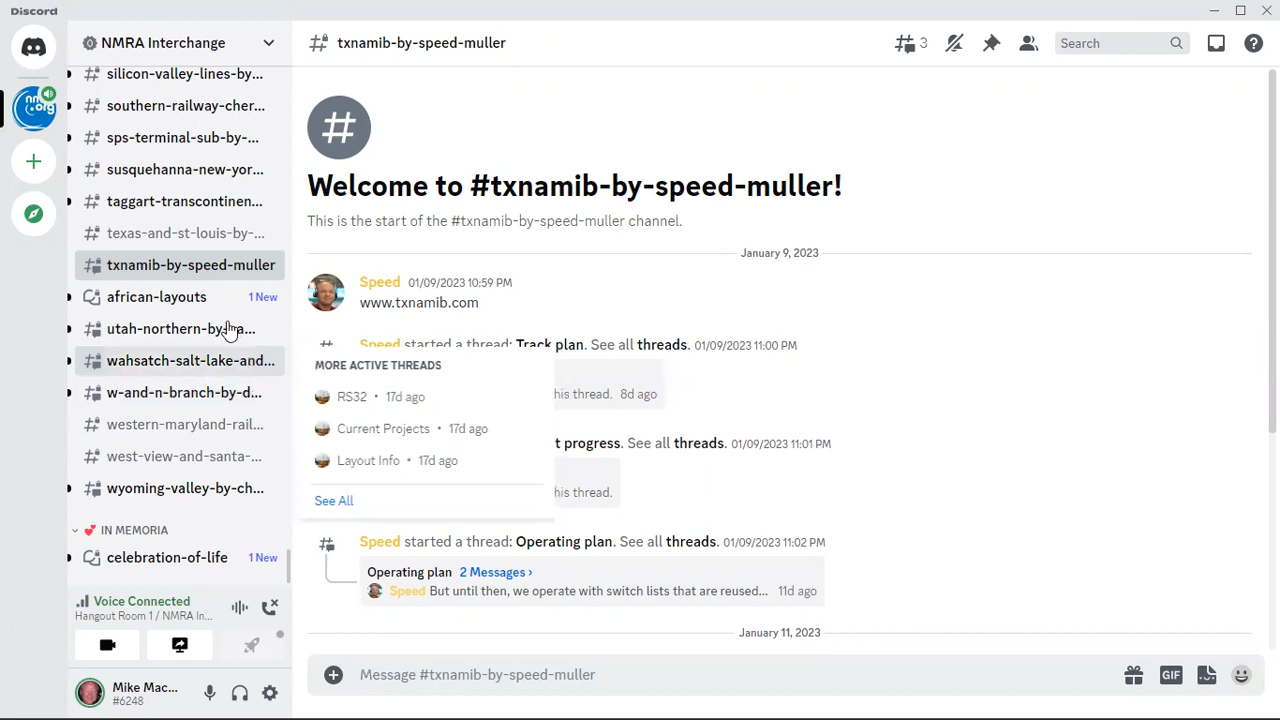 Discord
NMRA Interchange
silicon-valley-lines-by...
southern-railway-cher...
sps-terminal-sub-by-...
susquehanna-new-yor...
taggart-transcontinen...
texas-and-st-louis-by-...
txnamib-by-speed-muller
african-layouts 1 New
utah-northern-by-
wahsatch-salt-lake-and...
w-and-n-branch-by-d...
western-maryland-rail...
west-view-and-santa-...
wyoming-valley-by-ch...
IN MEMORIA
celebration-of-life 1 New
Voice Connected
Hangout Room 1 / NMRA In...
Mike Mac...
#6248
txnamib-by-speed-muller
3
Search
Welcome to #txnamib-by-speed-muller!
This is the start of the #txnamib-by-speed-muller channel.
January 9, 2023
Speed 01/09/2023 10:59 PM
www.txnamib.com
Speed started a thread: Track plan. See all threads. 01/09/2023 11:00 PM
MORE ACTIVE THREADS
RS32 • 17d ago
Current Projects • 17d ago
Layout Info • 17d ago
See All
his thread. 8d ago
t progress. See all threads. 01/09/2023 11:01 PM
his thread.
Speed started a thread: Operating plan. See all threads. 01/09/2023 11:02 PM
Operating plan 2 Messages ›
Speed But until then, we operate with switch lists that are reused... 11d ago
January 11, 2023
Message #txnamib-by-speed-muller
GIF